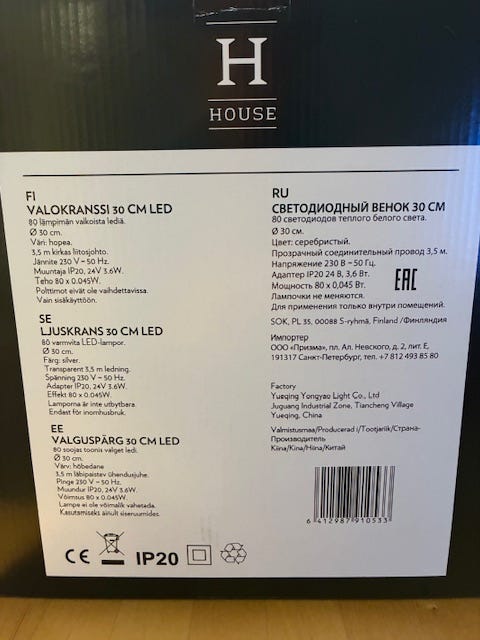 H
HOUSE
FI
VALOKRANSSI 30 CM LED
80 lämpimän valkoista lediä.
Ø 30 cm.
Väri: hopea.
3,5 m kirkas liitosjohto.
Jännite 230 V ~ 50 Hz.
Muuntaja IP20, 24V 3.6W.
Teho 80 x 0.045W.
Polttimot eivät ole vaihdettavissa.
Vain sisäkäyttöön.
SE
LJUSKRANS 30 CM LED
80 varmvita LED-lampor.
Ø 30 cm.
Färg: silver.
Transparent 3,5 m ledning.
Spänning 230 V ~ 50 Hz.
Adapter IP20, 24V 3.6W.
Effekt 80 x 0.045W.
Lamporna är inte utbytbara.
Endast för inomhusbruk.
EE
VALGUSPÄRG 30 CM LED
80 soojas toonis valget ledi.
Ø 30 cm.
Värv: hõbedane
3,5 m läbipaistev ühendusjuhe.
Pinge 230 V ~ 50 Hz.
Muundur IP20, 24V 3.6W.
Võimsus 80 x 0.045W.
Lampe ei ole võimalik vahetada.
Kasutamiseks ainult siseruumides.
CE IP20
RU
СВЕТОДИОДНЫЙ ВЕНОК 30 СМ
80 светодиодов теплого белого света.
Ø 30 см.
Цвет: серебристый.
Прозрачный соединительный провод 3,5 м.
Напряжение 230 В ~ 50 Гц.
Адаптер IP20 24 В, 3,6 Вт.
Мощность 80 x 0,045 Вт.
Лампочки не меняются.
Для применения только внутри помещений.
EAC
SOK, PL 35, 00088 S-ryhmä, Finland /Финляндия
Импортер
ООО «Призма», пл. Ал. Невского, д. 2, лит. Е,
191317 Санкт-Петербург, тел. +7 812 493 85 80
Factory
Yueqing Yongyao Light Co., Ltd
Juguang Industrial Zone, Tiancheng Village
Yueqing, China
Valmistusmaa/Producerad i/Tootjariik/Страна-
Производитель
Kiina/Kina/Hiina/Китай
6 412987 910533